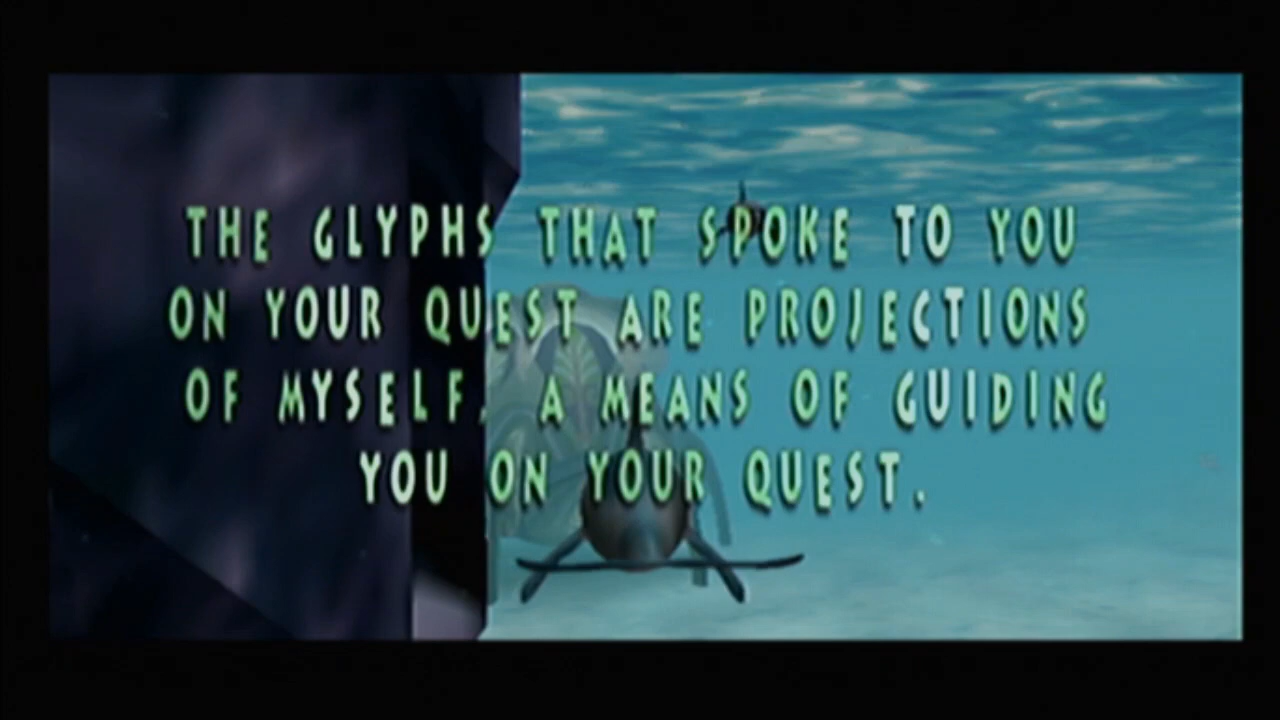 THE GLYPHS THAT SPOKE TO YOU
ON YOUR QUEST ARE PROJECTIONS
OF MYSELF, A MEANS OF GUIDING
YOU ON YOUR QUEST.